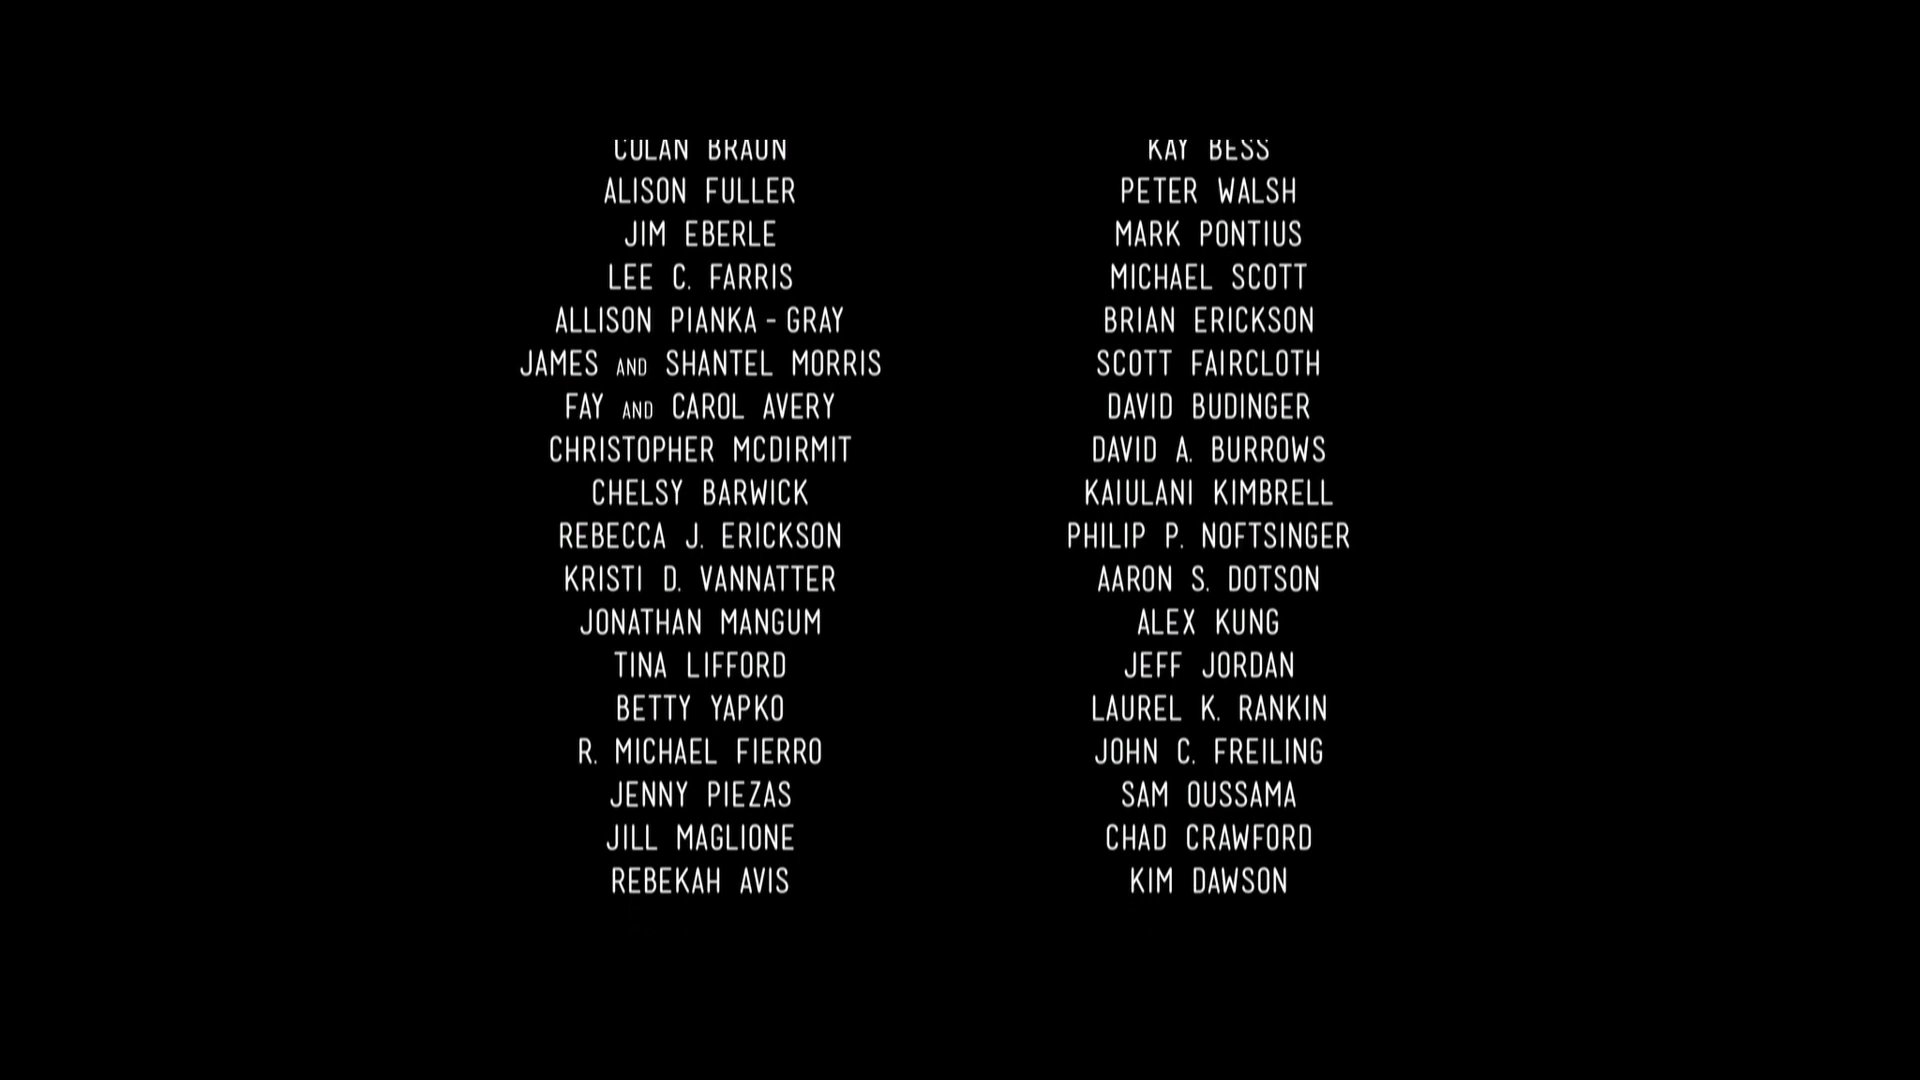 BRAUN
KAY BESS
ALISON FULLER
PETER WALSH
JIM EBERLE
MARK PONTIUS
LEE C. FARRIS
MICHAEL SCOTT
ALLISON PIANKA - GRAY
BRIAN ERICKSON
JAMES AND SHANTEL MORRIS
SCOTT FAIRCLOTH
FAY AND CAROL AVERY
DAVID BUDINGER
CHRISTOPHER MCDIRMIT
DAVID A. BURROWS
CHELSY BARWICK
KAIULANI KIMBRELL
REBECCA J. ERICKSON
PHILIP P. NOFTSINGER
KRISTI D. VANNATTER
AARON S. DOTSON
JONATHAN MANGUM
ALEX KUNG
TINA LIFFORD
JEFF JORDAN
BETTY YAPKO
LAUREL K. RANKIN
R. MICHAEL FIERRO
JOHN C. FREILING
JENNY PIEZAS
SAM OUSSAMA
JILL MAGLIONE
CHAD CRAWFORD
REBEKAH AVIS
KIM DAWSON